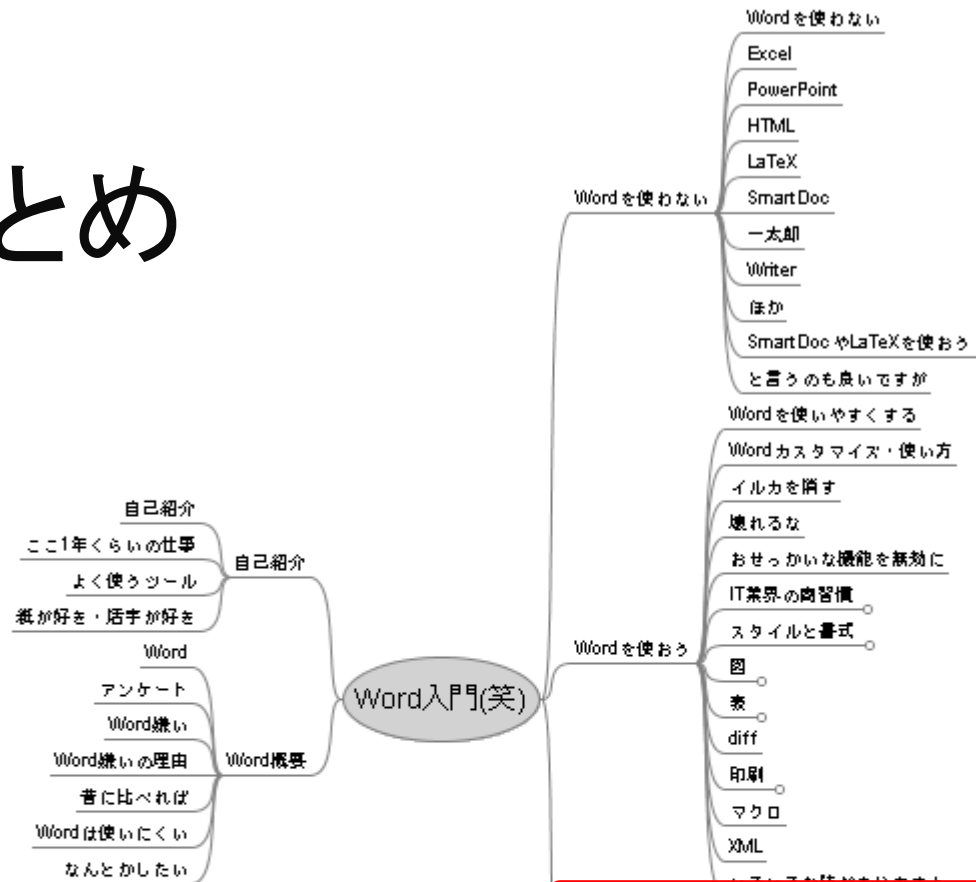 とめ
Word入門(笑)
自己紹介
自己紹介
ここ1年くらいの仕事
よく使うツール
紙が好き・活字が好き
Word概要
Word
アンケート
Word嫌い
Word嫌いの理由
昔に比べれば
Wordは使いにくい
なんとかしたい
Wordを使わない
Wordを使わない
Excel
PowerPoint
HTML
LaTeX
SmartDoc
一太郎
Writer
ほか
SmartDocやLaTeXを使おう
と言うのも良いですが
Wordを使おう
Wordを使いやすくする
Wordカスタマイズ・使い方
イルカを消す
壊れるな
おせっかいな機能を無効に
IT業界の商習慣
スタイルと書式
図
表
diff
印刷
マクロ
XML